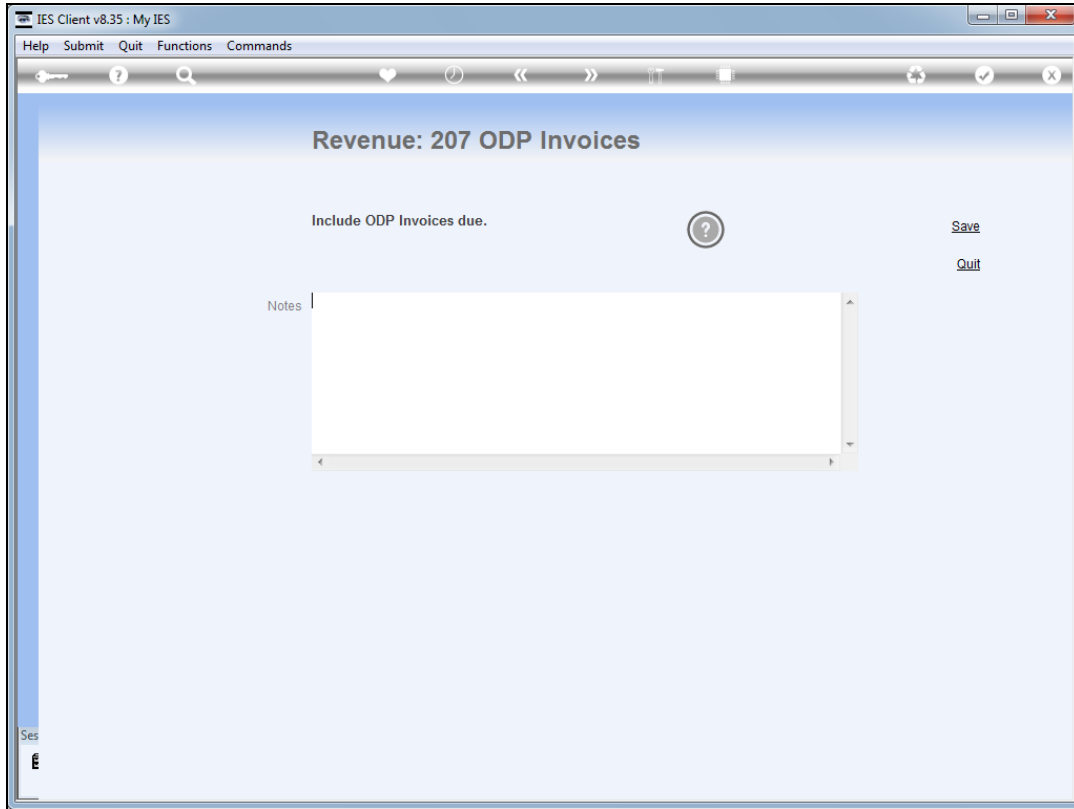 IES Client v8.35 : My IES
Help Submit Quit Functions Commands
Revenue: 207 ODP Invoices
Include ODP Invoices due.
?
Save
Quit
Notes
Ses